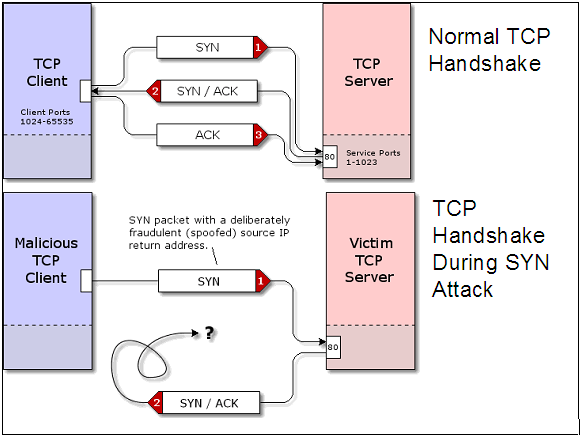 TCP
Client
Client Ports
1024-65535
SYN
1
2
SYN / ACK
ACK
3
TCP
Server
80
Service Ports
1-1023
Normal TCP
Handshake
Malicious
TCP
Client
SYN packet with a deliberately
fraudulent (spoofed) source IP
return address.
SYN
1
?
2
SYN / ACK
Victim
TCP
Server
80
TCP
Handshake
During SYN
Attack